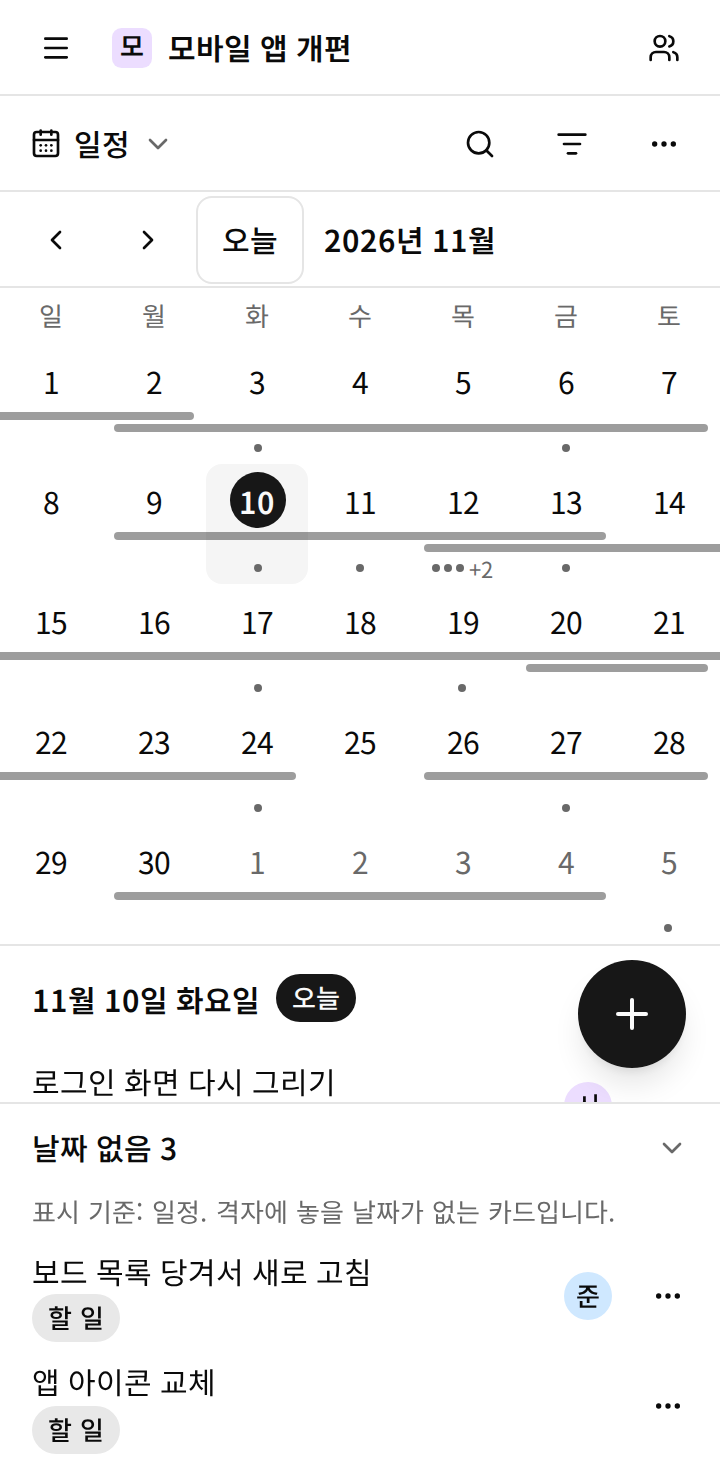 모 모바일 앱 개편
일정
오늘 2026년 11월
일 월 화 수 목 금 토
1 2 3 4 5 6 7
8 9 10 11 12 13 14
+2
15 16 17 18 19 20 21
22 23 24 25 26 27 28
29 30 1 2 3 4 5
11월 10일 화요일 오늘
로그인 화면 다시 그리기
날짜 없음 3
표시 기준: 일정. 격자에 놓을 날짜가 없는 카드입니다.
보드 목록 당겨서 새로 고침
준
할 일
앱 아이콘 교체
할 일